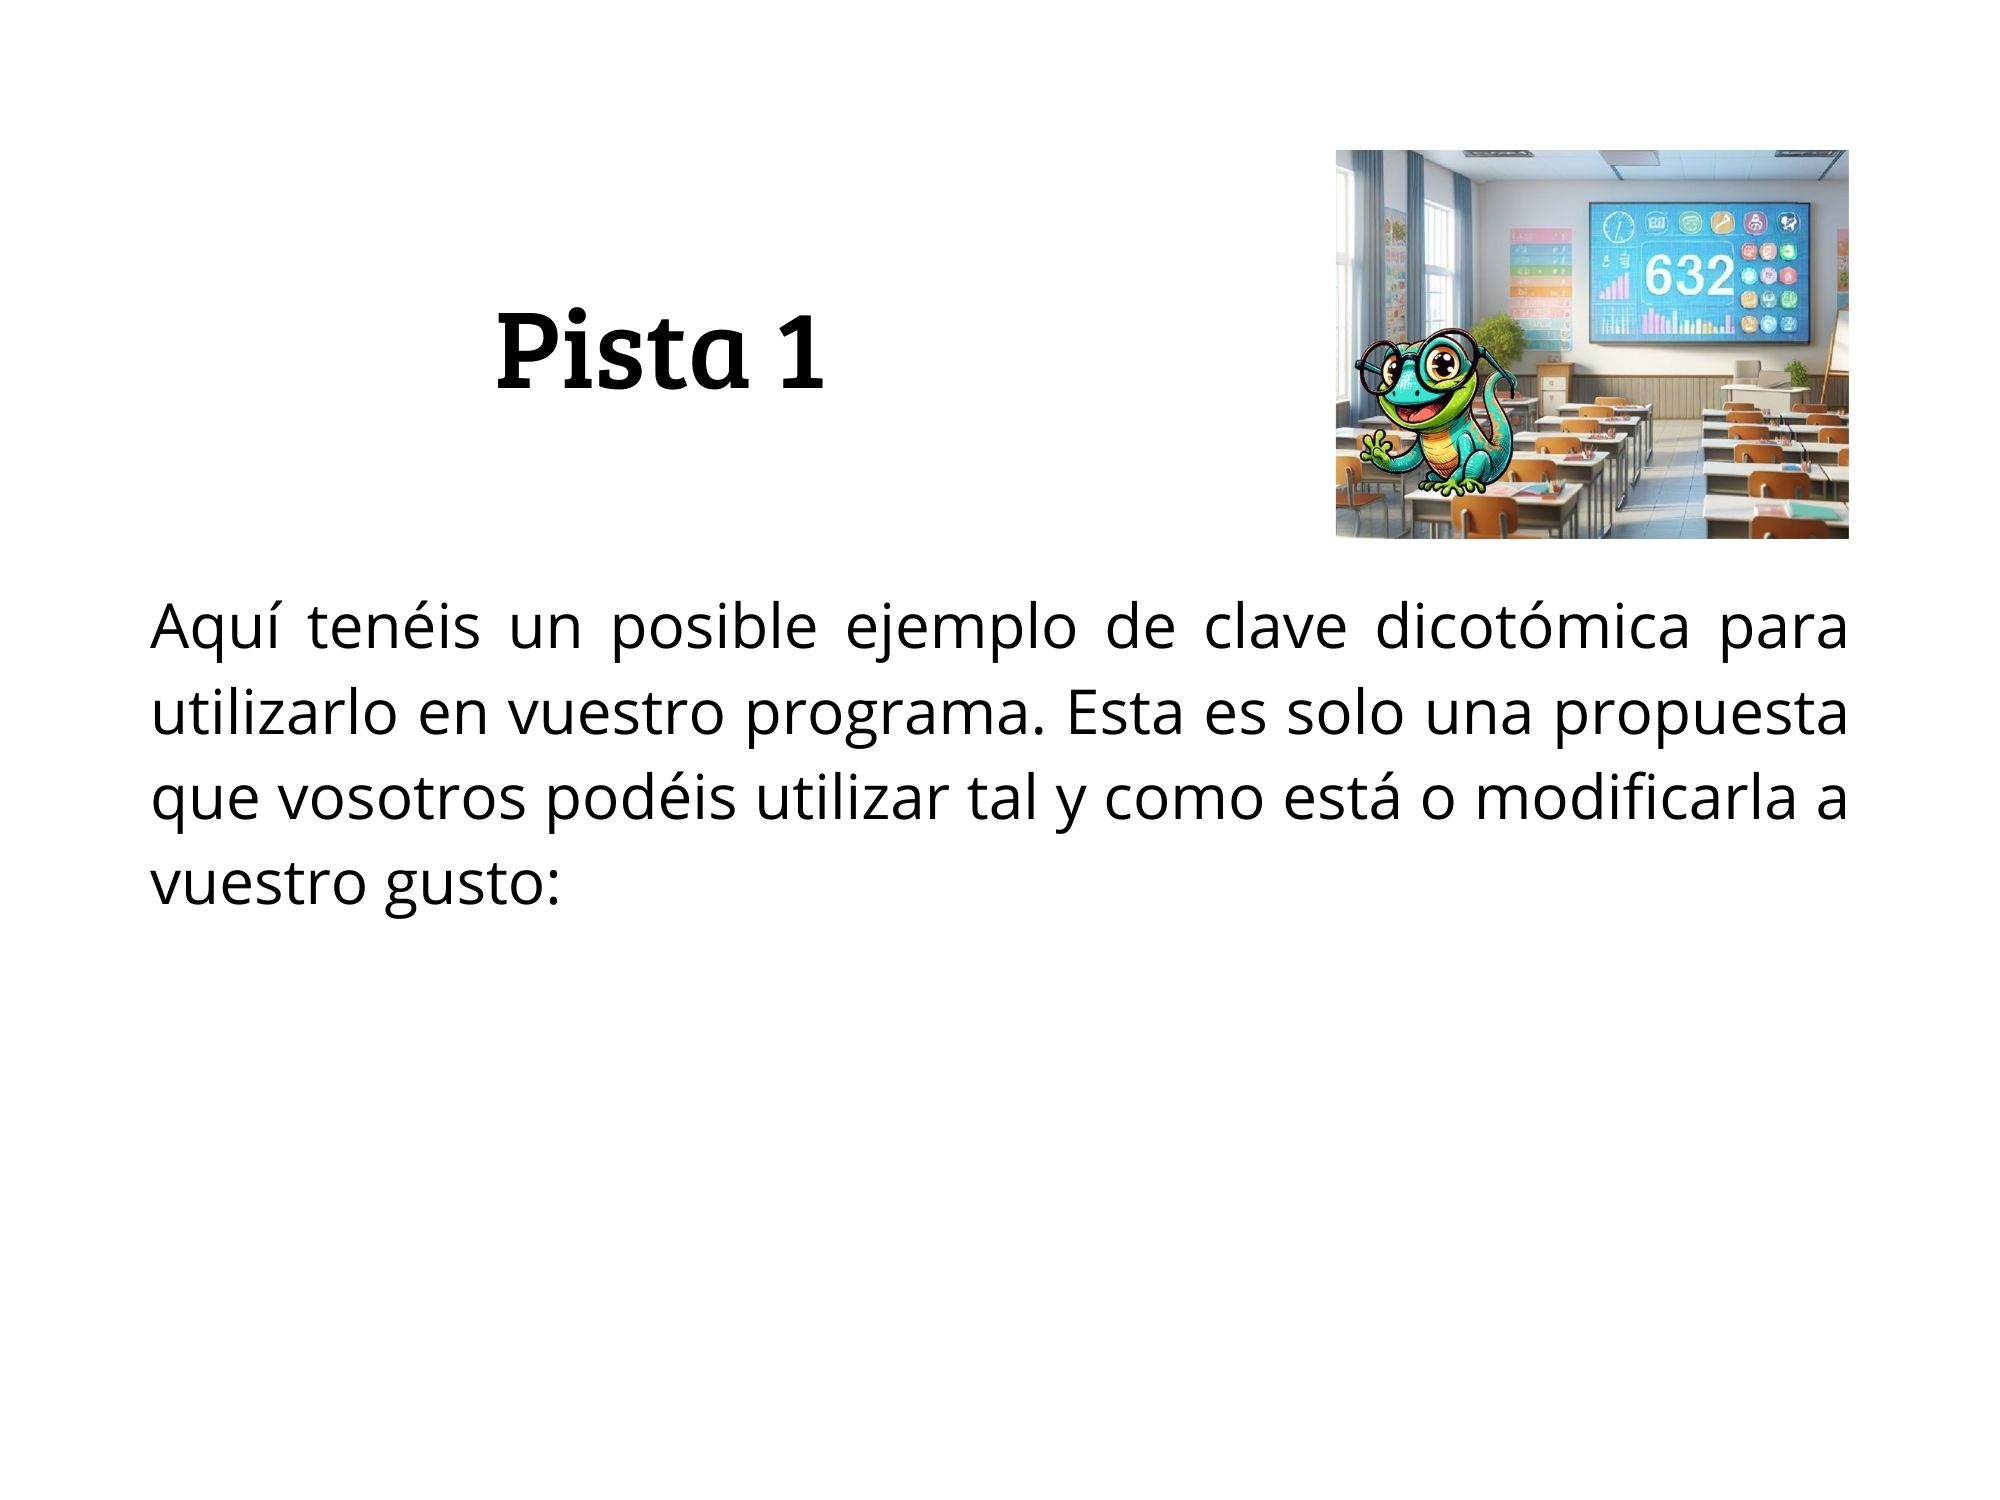 632
Pista 1
Aquí tenéis un posible ejemplo de clave dicotómica para
utilizarlo en vuestro programa. Esta es solo una propuesta
que vosotros podéis utilizar tal y como está o modificarla a
vuestro gusto: